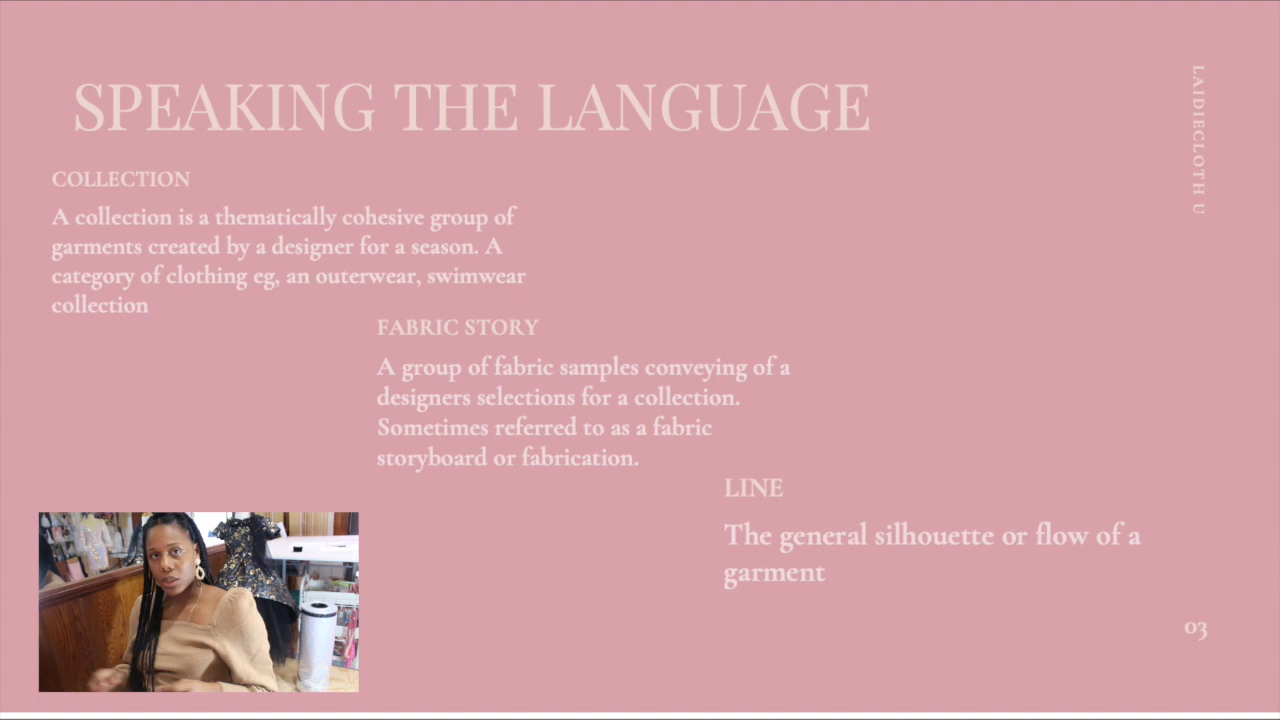 SPEAKING THE LANGUAGE
LAIDIECLOTH U
COLLECTION
A collection is a thematically cohesive group of
garments created by a designer for a season. A
category of clothing eg, an outerwear, swimwear
collection
FABRIC STORY
A group of fabric samples conveying of a
designers selections for a collection.
Sometimes referred to as a fabric
storyboard or fabrication.
LINE
The general silhouette or flow of a
garment
03